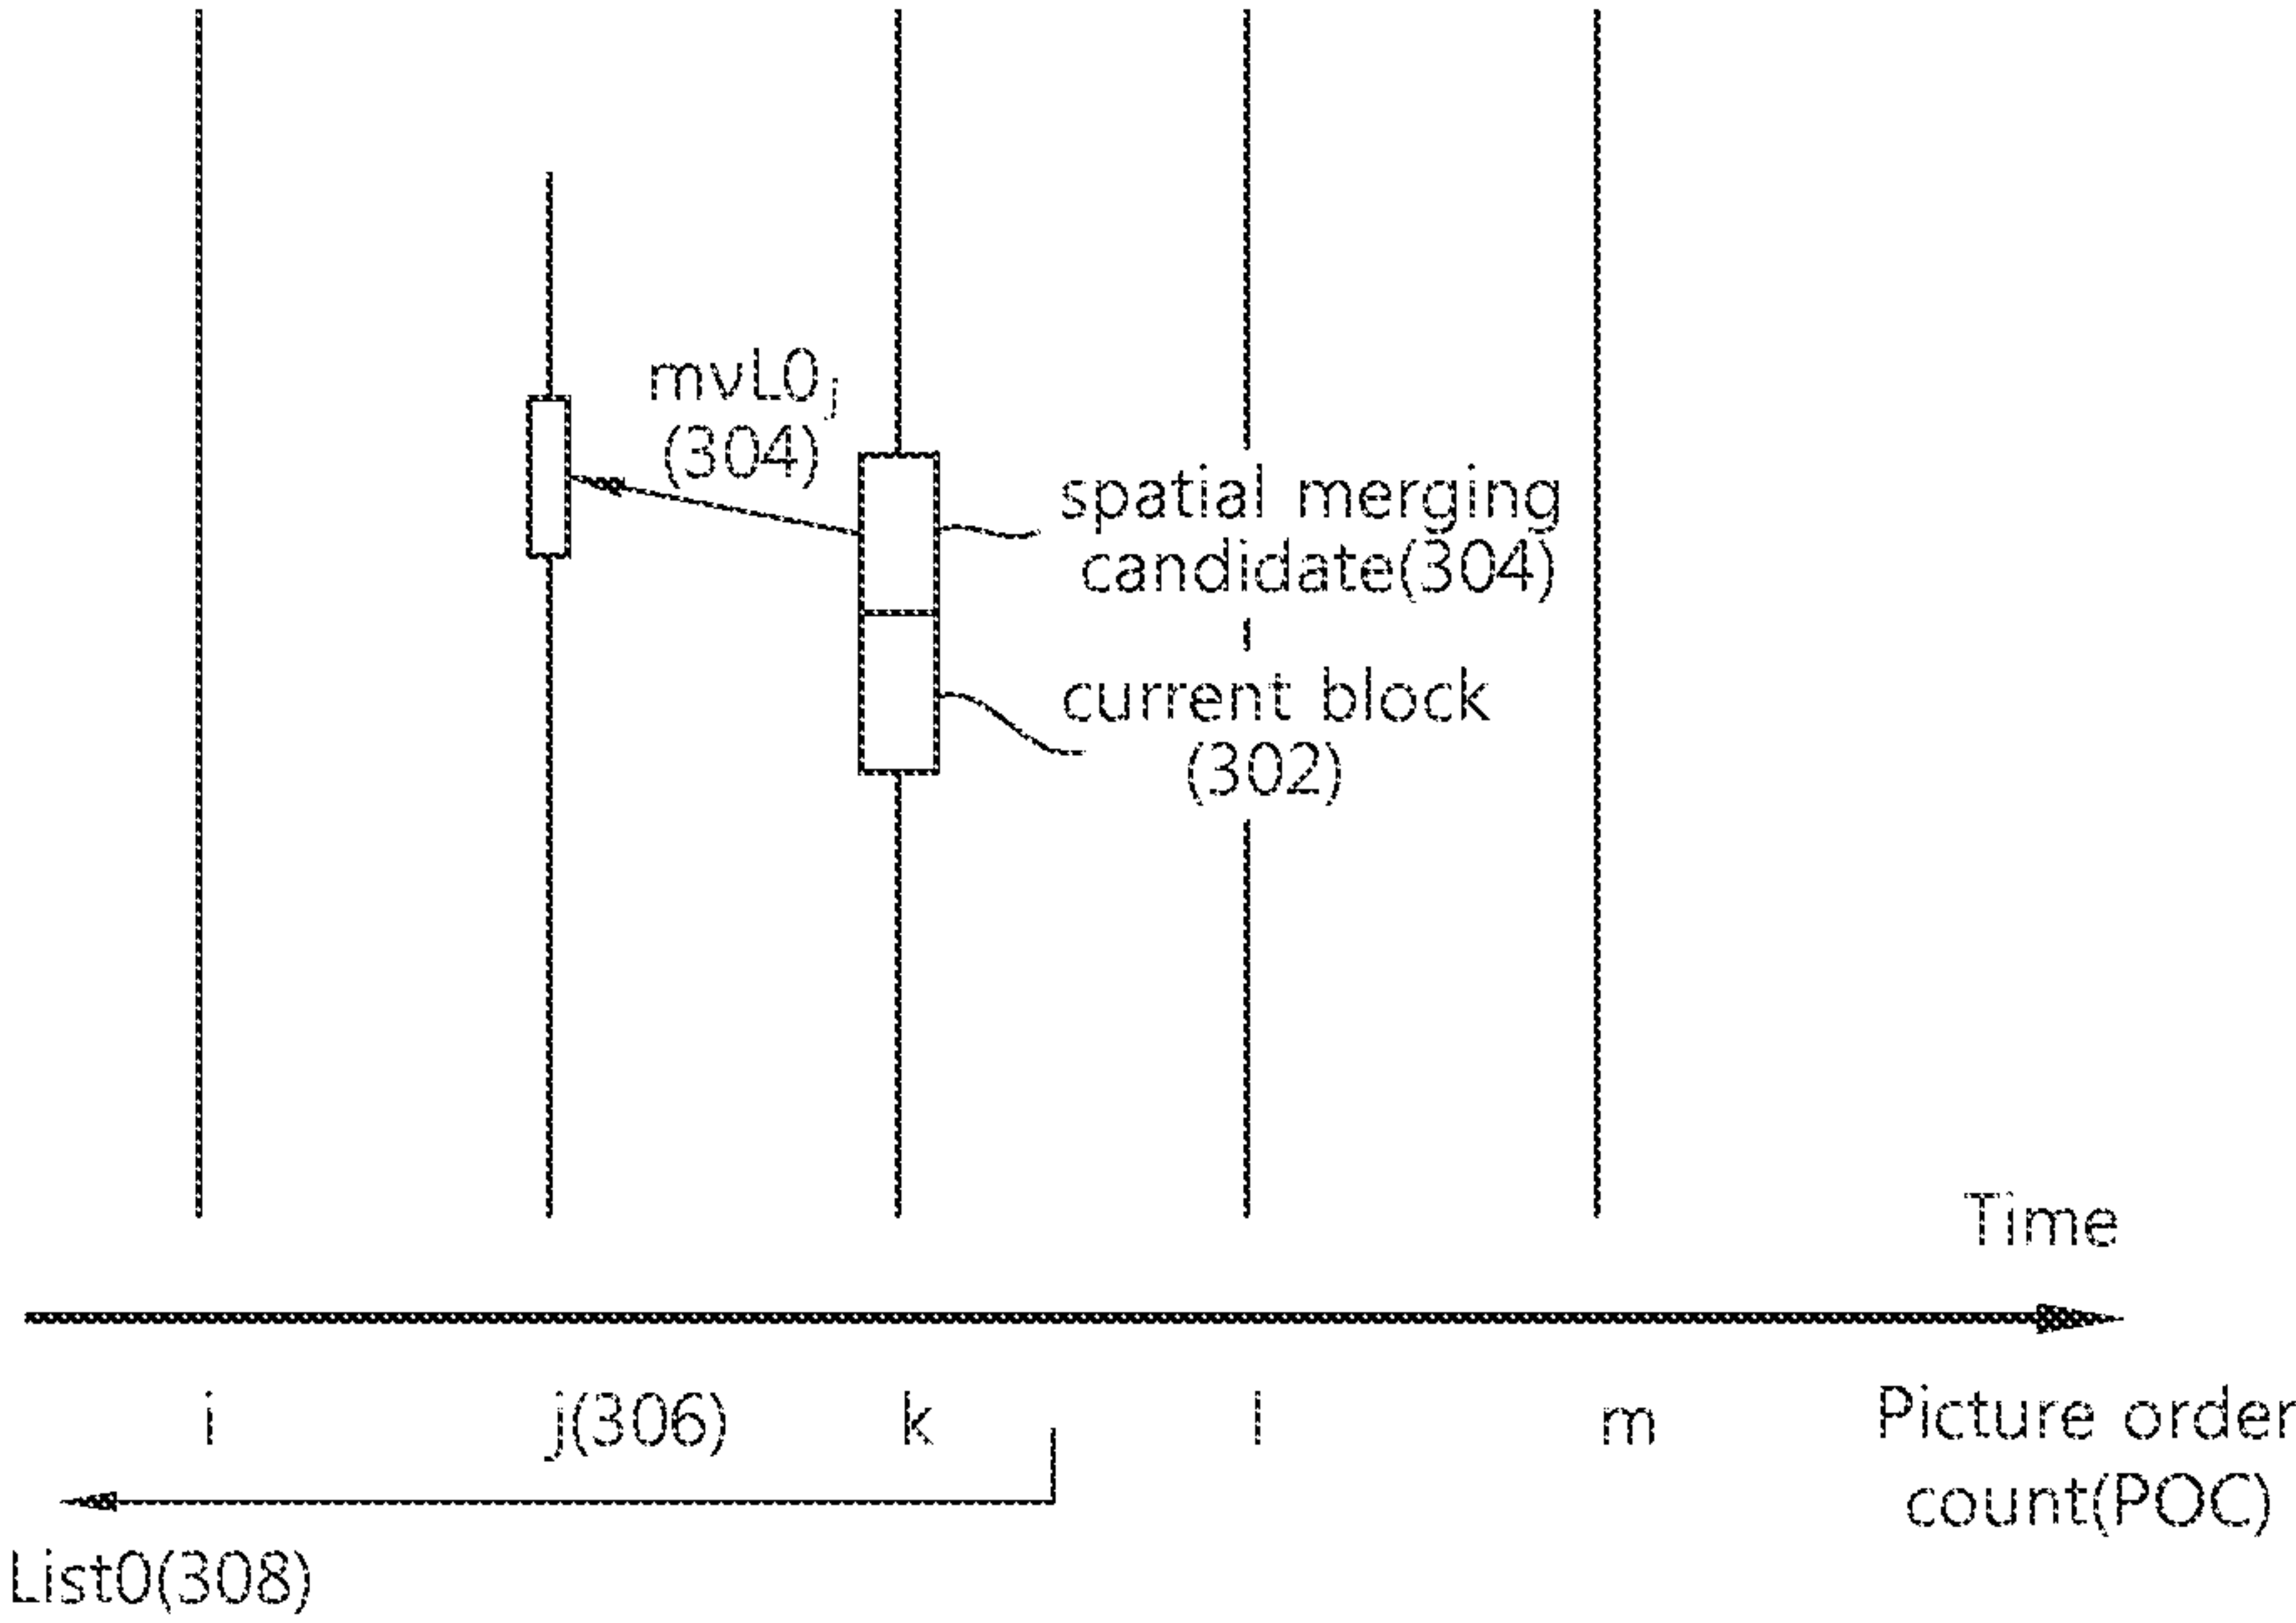 mvL0j
(304)
spatial merging
candidate(304)
current block
(302)
Time
i j(306) k l m Picture order
count(POC)
List0(308)